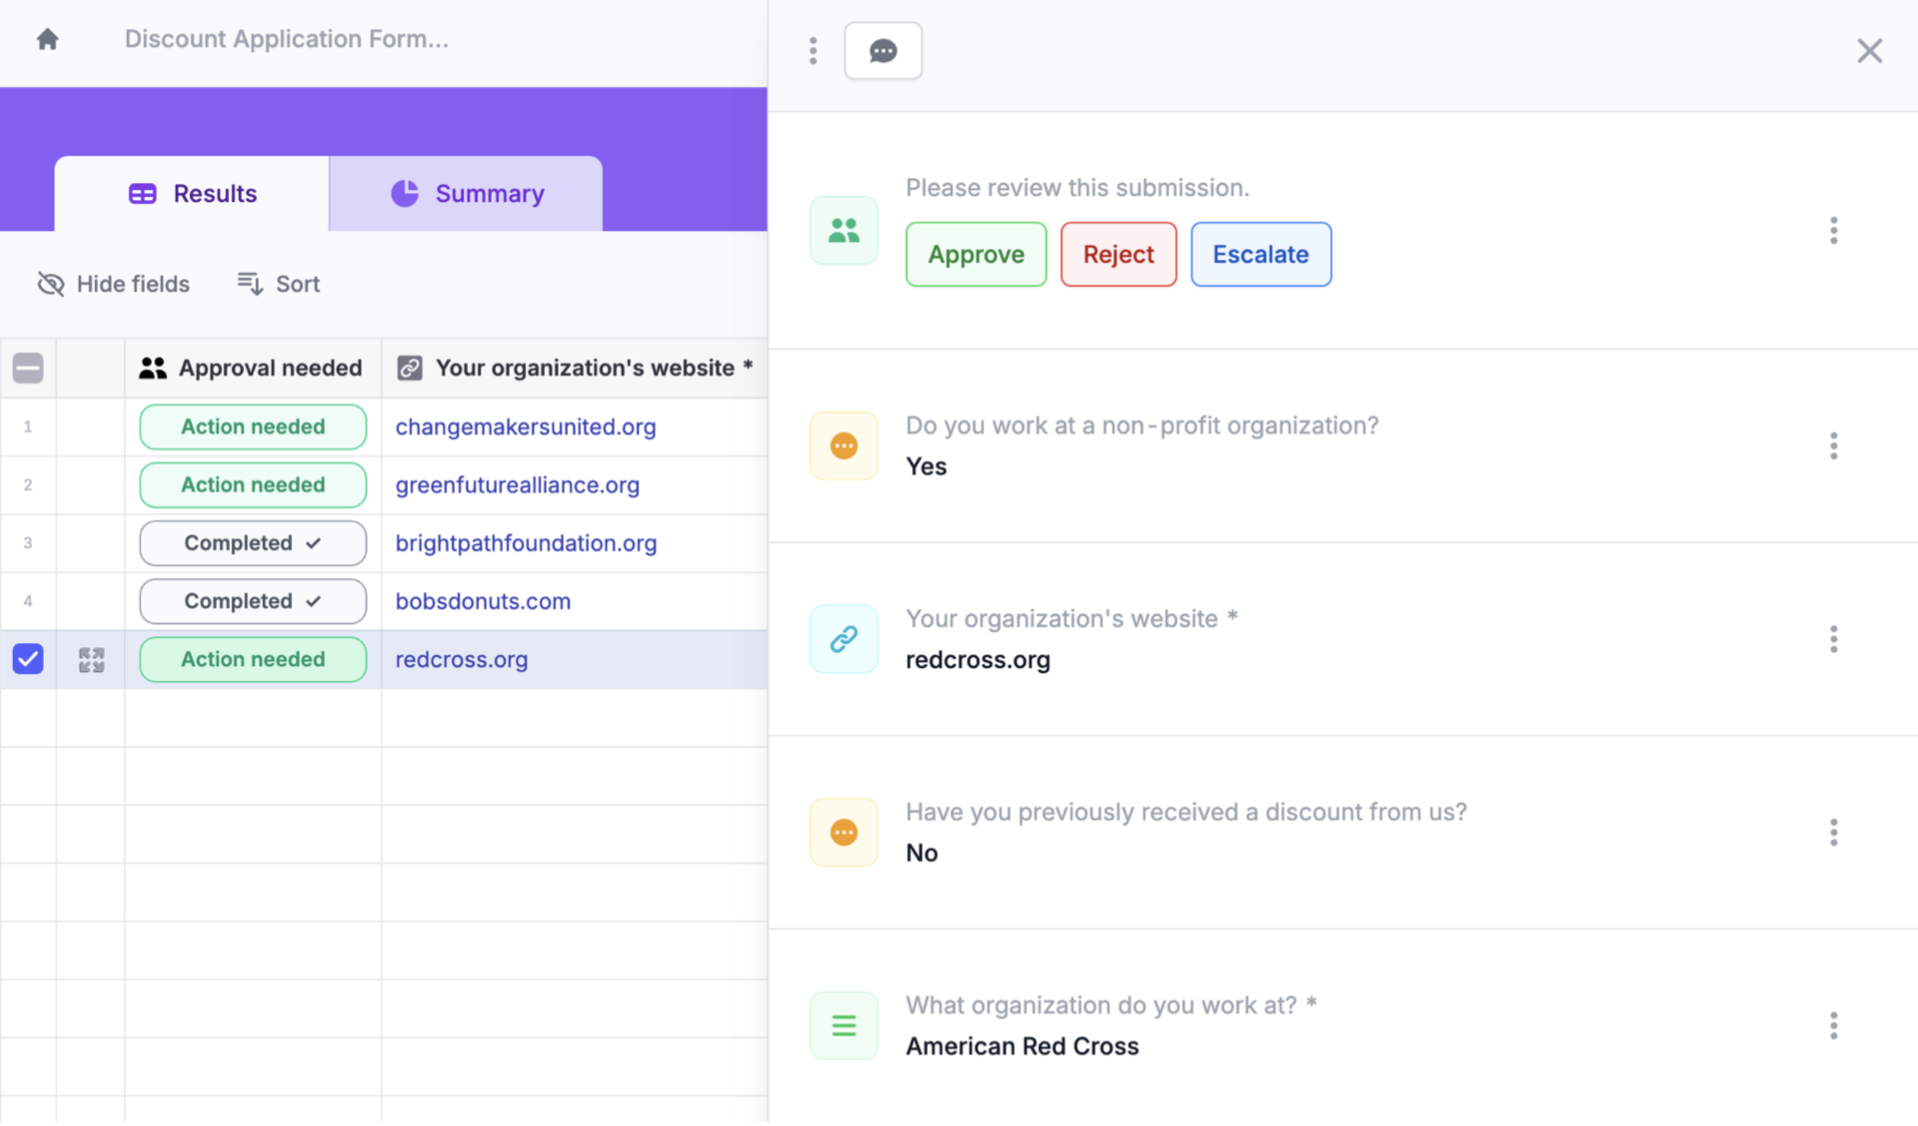 Discount Application Form...
Results
Summary
Hide fields
Sort
Approval needed
Your organization's website *
1
Action needed
changemakersunited.org
2
Action needed
greenfuturealliance.org
3
Completed ✓
brightpathfoundation.org
4
Completed ✓
bobsdonuts.com
Action needed
redcross.org
Please review this submission.
Approve
Reject
Escalate
Do you work at a non-profit organization?
Yes
Your organization's website *
redcross.org
Have you previously received a discount from us?
No
What organization do you work at? *
American Red Cross